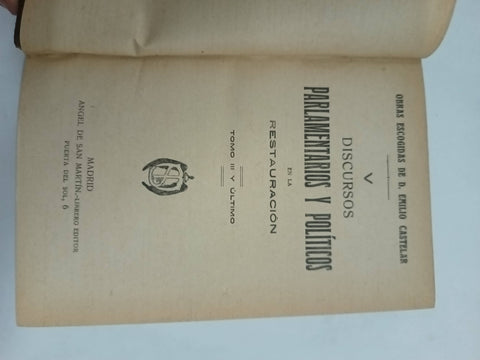 OBRAS ESCOGIDAS DE D. EMILIO CASTELAR
V
DISCURSOS
PARLAMENTARIOS Y POLÍTICOS
EN LA
RESTAURACIÓN
TOMO III Y ÚLTIMO
MADRID
ANGEL DE SAN MARTIN.-LIBRERO EDITOR
PUERTA DEL SOL, 6